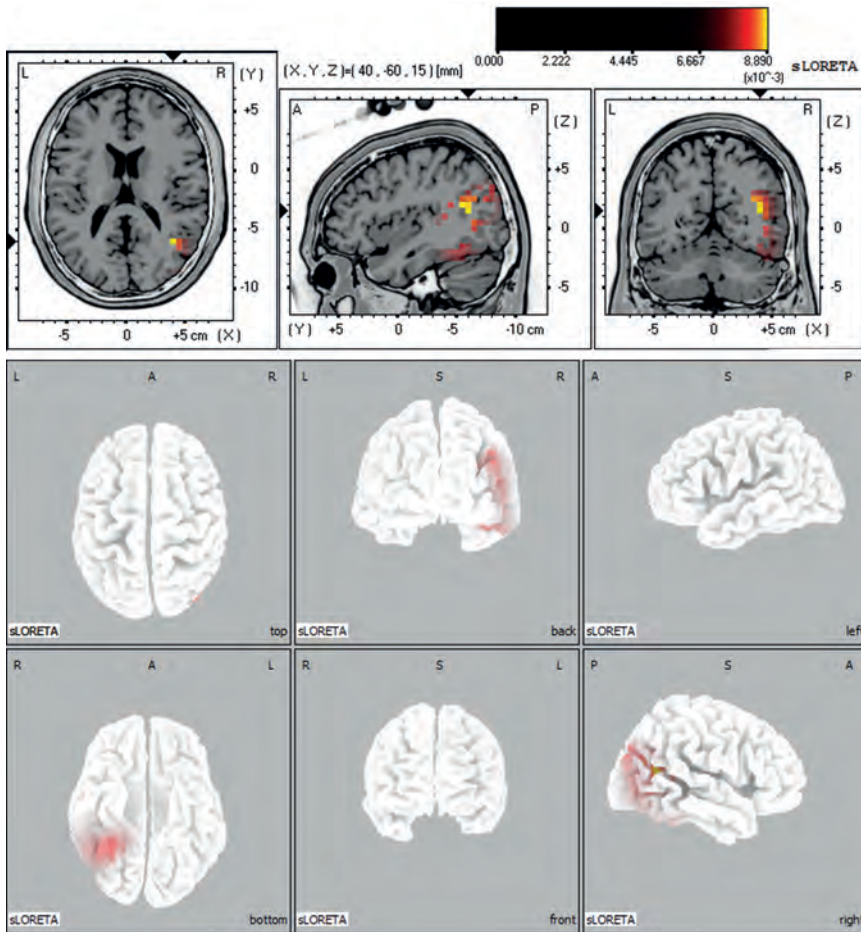 (X,Y,Z)=(40,-60,15)[mm]
0.000 2.222 4.445 6.667 8.890 sLORETA
(x10^-3)
L R (Y)
+5
0
-5
-10
-5 0 +5 cm (X)
A P (Z)
+5
0
-5
(Y) +5 0 -5 -10 cm
L R (Z)
+5
0
-5
-5 0 +5 cm (X)
L A R
sLORETA top
L S R
sLORETA back
A S P
sLORETA left
R A L
sLORETA bottom
R S L
sLORETA front
P S A
sLORETA right